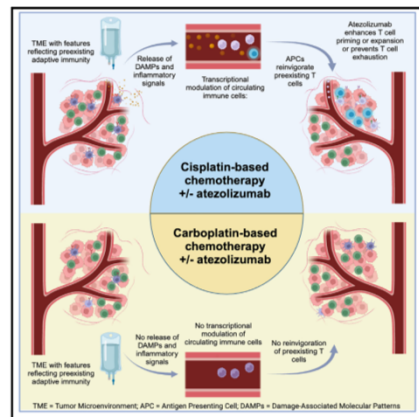 TME with features
reflecting preexisting
adaptive immunity
Release of
DAMPs and
inflammatory
signals
Transcriptional
modulation of
circulating
immune cells:
APCs
reinvigorate
preexisting T
cells
Atezolizumab
enhances T cell
priming or expansion
or prevents T cell
exhaustion
Cisplatin-based
chemotherapy
+/- atezolizumab
Carboplatin-based
chemotherapy
+/- atezolizumab
TME with features
reflecting preexisting
adaptive immunity
No release of
DAMPs and
inflammatory
signals
No transcriptional
modulation of
circulating immune cells
No reinvigoration
of preexisting T
cells
TME = Tumor Microenvironment; APC = Antigen Presenting Cell; DAMPs = Damage-Associated Molecular Patterns